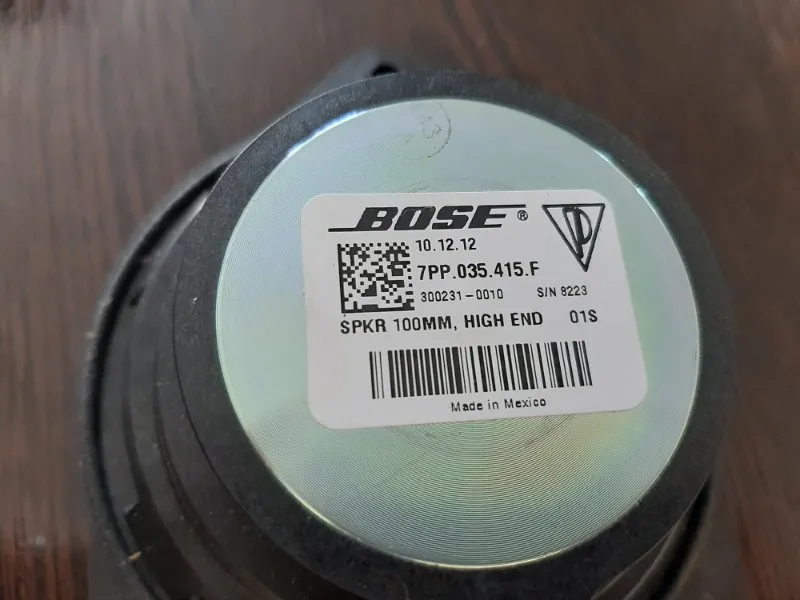 BOSE®
10.12.12
7PP.035.415.F
300231-0010 S/N 8223
SPKR 100MM, HIGH END 01S
Made in Mexico